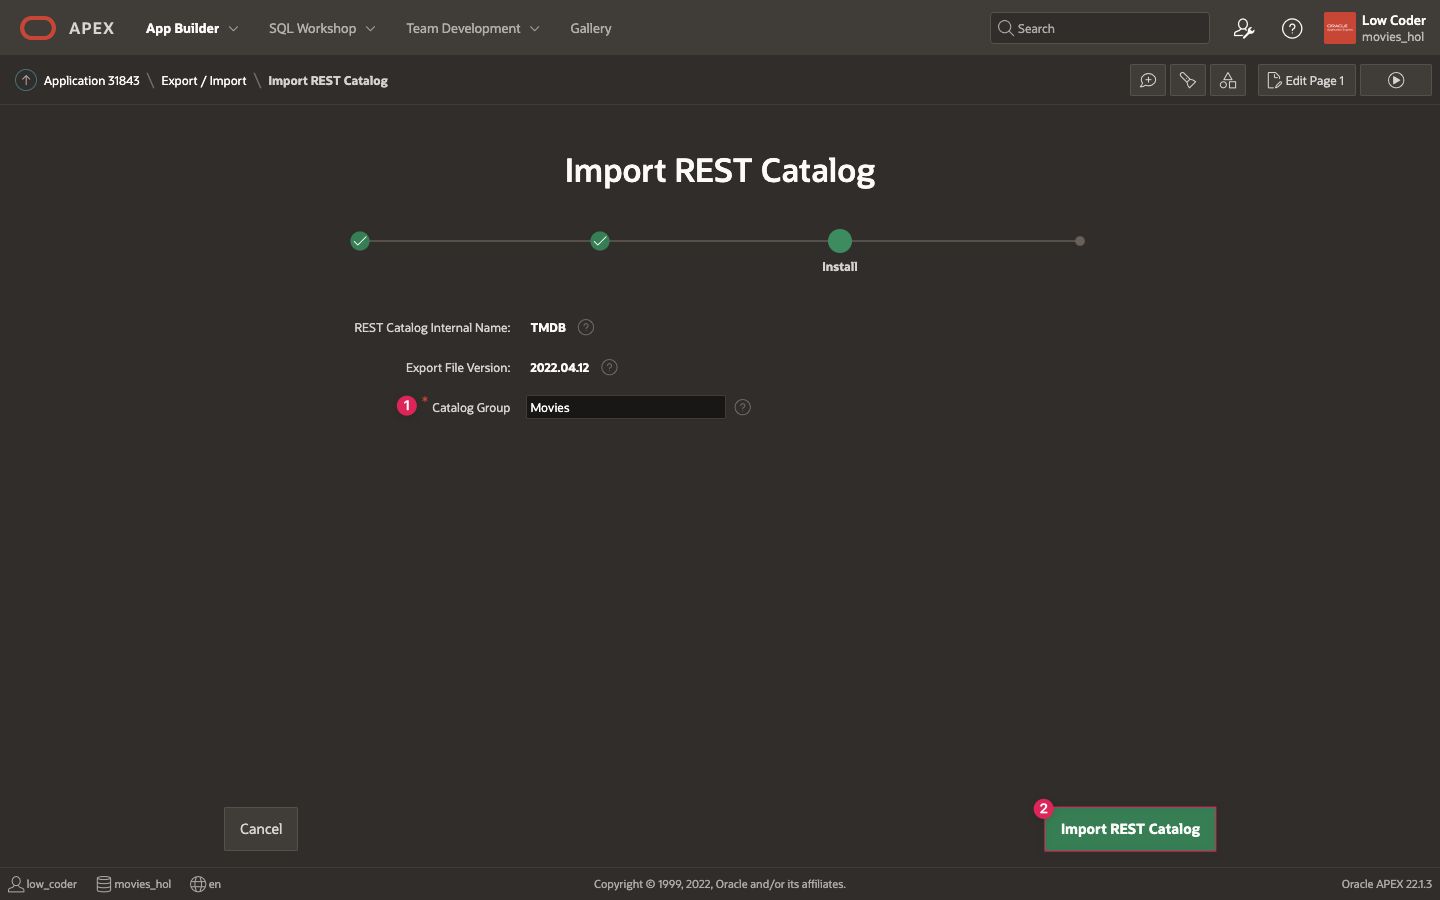 APEX App Builder SQL Workshop Team Development Gallery Search Low Coder
movies_hol
Application 31843 \ Export / Import \ Import REST Catalog Edit Page 1
Import REST Catalog
Install
REST Catalog Internal Name: TMDB ?
Export File Version: 2022.04.12 ?
1 * Catalog Group Movies ?
2
Cancel Import REST Catalog
low_coder movies_hol en Copyright © 1999, 2022, Oracle and/or its affiliates. Oracle APEX 22.1.3